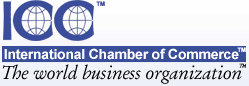 ICC™
International Chamber of Commerce™
The world business organization™